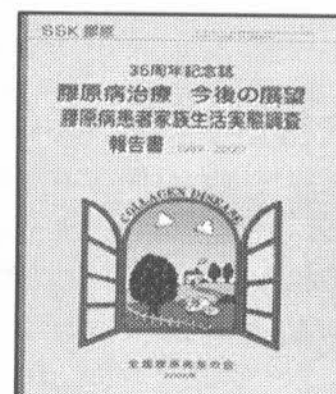 SSK 膠原
35周年記念誌
膠原病治療 今後の展望
膠原病患者家族生活実態調査
報告書
COLLAGEN DISEASE
全国膠原病友の会